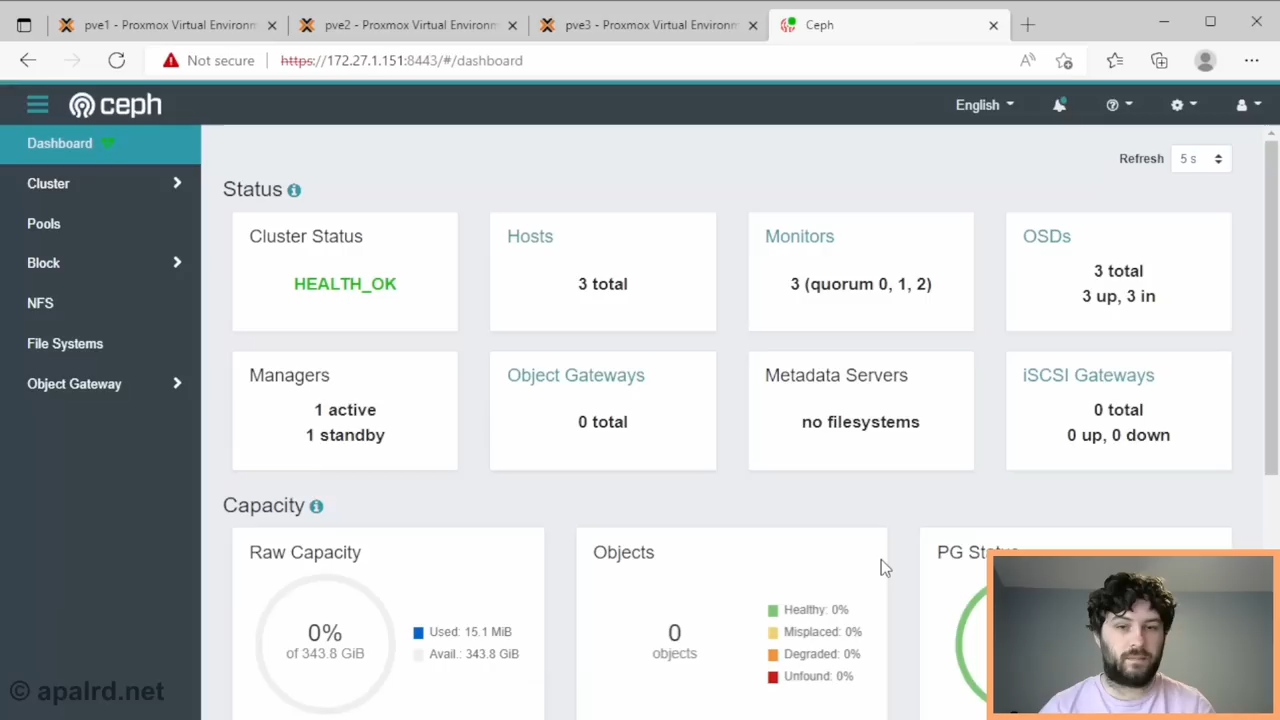 pve1 - Proxmox Virtual Environm
pve2 - Proxmox Virtual Environm
pve3 - Proxmox Virtual Environm
Ceph
Not secure
https://172.27.1.151:8443/#/dashboard
ceph
English
Dashboard
Cluster
Pools
Block
NFS
File Systems
Object Gateway
Refresh
5 s
Status
Cluster Status
HEALTH_OK
Hosts
3 total
Monitors
3 (quorum 0, 1, 2)
OSDs
3 total
3 up, 3 in
Managers
1 active
1 standby
Object Gateways
0 total
Metadata Servers
no filesystems
iSCSI Gateways
0 total
0 up, 0 down
Capacity
Raw Capacity
0%
of 343.8 GiB
Used: 15.1 MiB
Avail.: 343.8 GiB
Objects
0
objects
Healthy: 0%
Misplaced: 0%
Degraded: 0%
Unfound: 0%
PG Status
© apalrd.net